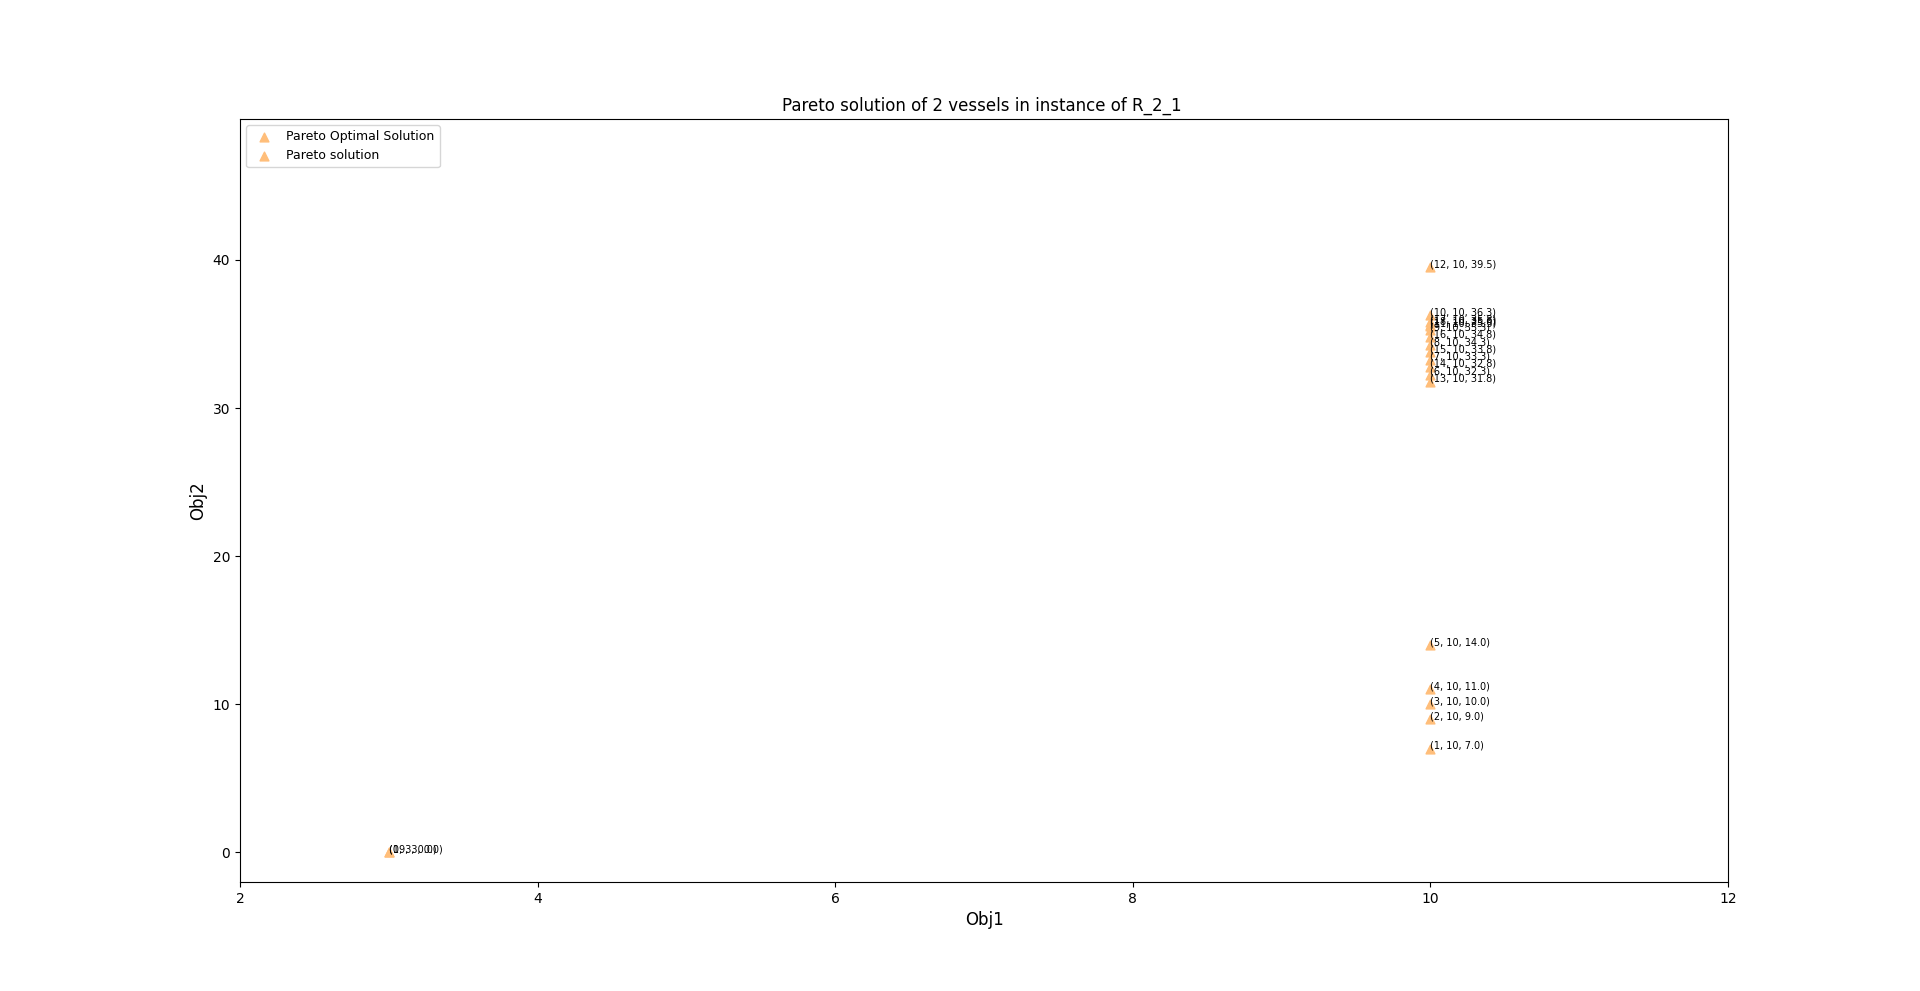 Pareto solution of 2 vessels in instance of R_2_1
Pareto Optimal Solution
Pareto solution
40
30
20
10
0
Obj2
(12, 10, 39.5)
(10, 10, 36.3)
(9, 10, 35.3)
(16, 10, 34.8)
(8, 10, 34.3)
(15, 10, 33.8)
(7, 10, 33.3)
(14, 10, 32.8)
(6, 10, 32.3)
(13, 10, 31.8)
(5, 10, 14.0)
(4, 10, 11.0)
(3, 10, 10.0)
(2, 10, 9.0)
(1, 10, 7.0)
2
4
6
8
10
12
Obj1